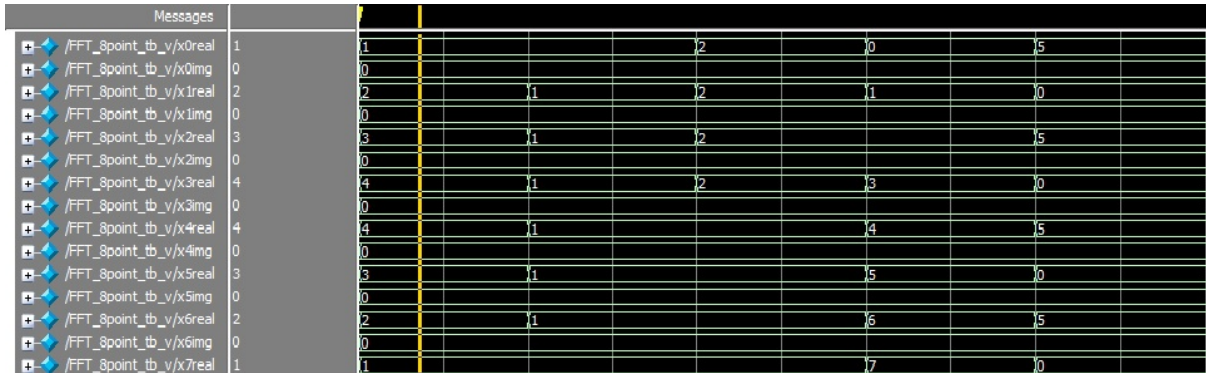 Messages
/FFT_8point_tb_v/x0real 1 1 2 0 5
/FFT_8point_tb_v/x0img 0 0
/FFT_8point_tb_v/x1real 2 2 1 2 1 0
/FFT_8point_tb_v/x1img 0 0
/FFT_8point_tb_v/x2real 3 3 1 2 5
/FFT_8point_tb_v/x2img 0 0
/FFT_8point_tb_v/x3real 4 4 1 2 3 0
/FFT_8point_tb_v/x3img 0 0
/FFT_8point_tb_v/x4real 4 4 1 4 5
/FFT_8point_tb_v/x4img 0 0
/FFT_8point_tb_v/x5real 3 3 1 5 0
/FFT_8point_tb_v/x5img 0 0
/FFT_8point_tb_v/x6real 2 2 1 6 5
/FFT_8point_tb_v/x6img 0 0
/FFT_8point_tb_v/x7real 1 1 7 0